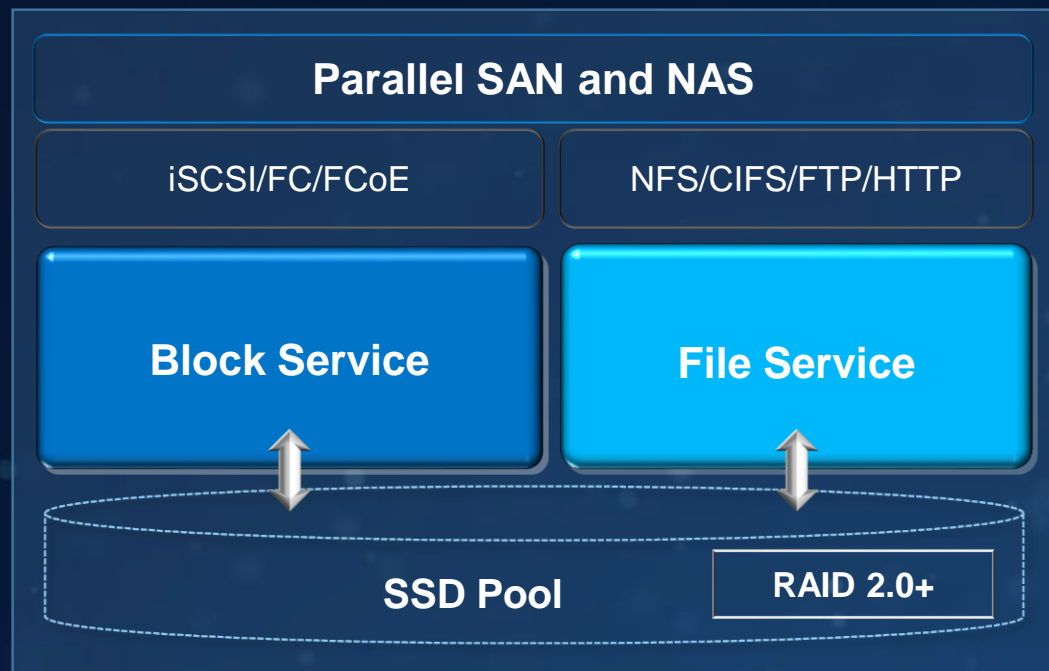 Parallel SAN and NAS
iSCSI/FC/FCoE
NFS/CIFS/FTP/HTTP
Block Service
File Service
SSD Pool
RAID 2.0+